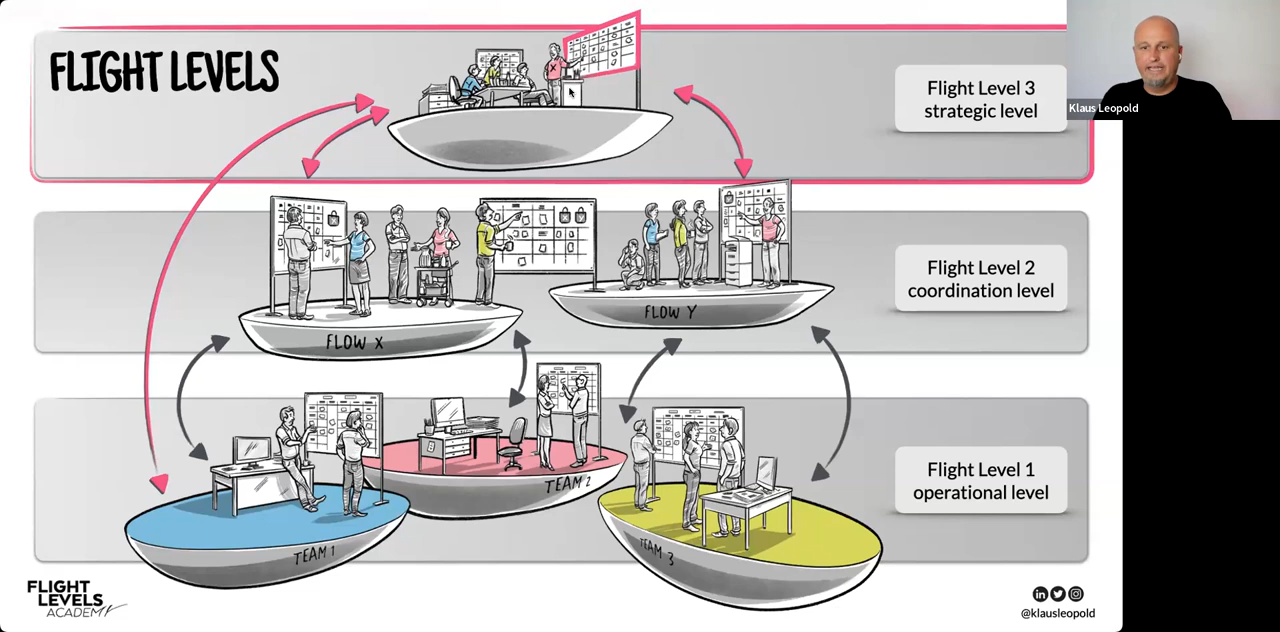 FLIGHT LEVELS
Flight Level 3
strategic level
Klaus Leopold
X
Flight Level 2
coordination level
FLOW X
FLOW Y
Flight Level 1
operational level
TEAM 1
TEAM 2
TEAM 3
FLIGHT
LEVELS
ACADEMY
in
@klausleopold